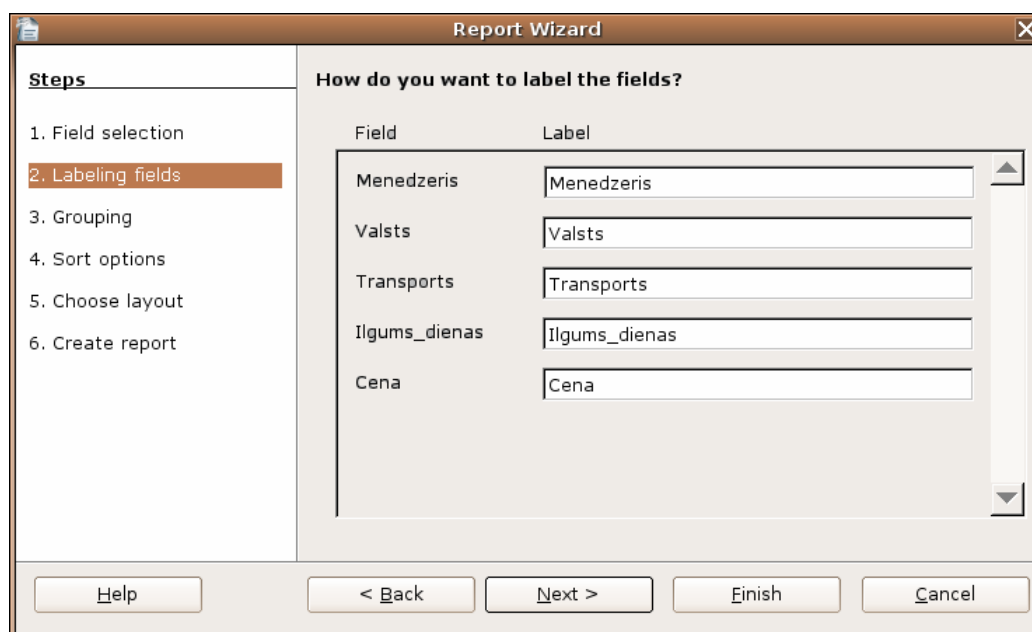 Report Wizard
Steps
1. Field selection
2. Labeling fields
3. Grouping
4. Sort options
5. Choose layout
6. Create report
How do you want to label the fields?
Field Label
Menedzeris Menedzeris
Valsts Valsts
Transports Transports
Ilgums_dienas Ilgums_dienas
Cena Cena
Help < Back Next > Finish Cancel